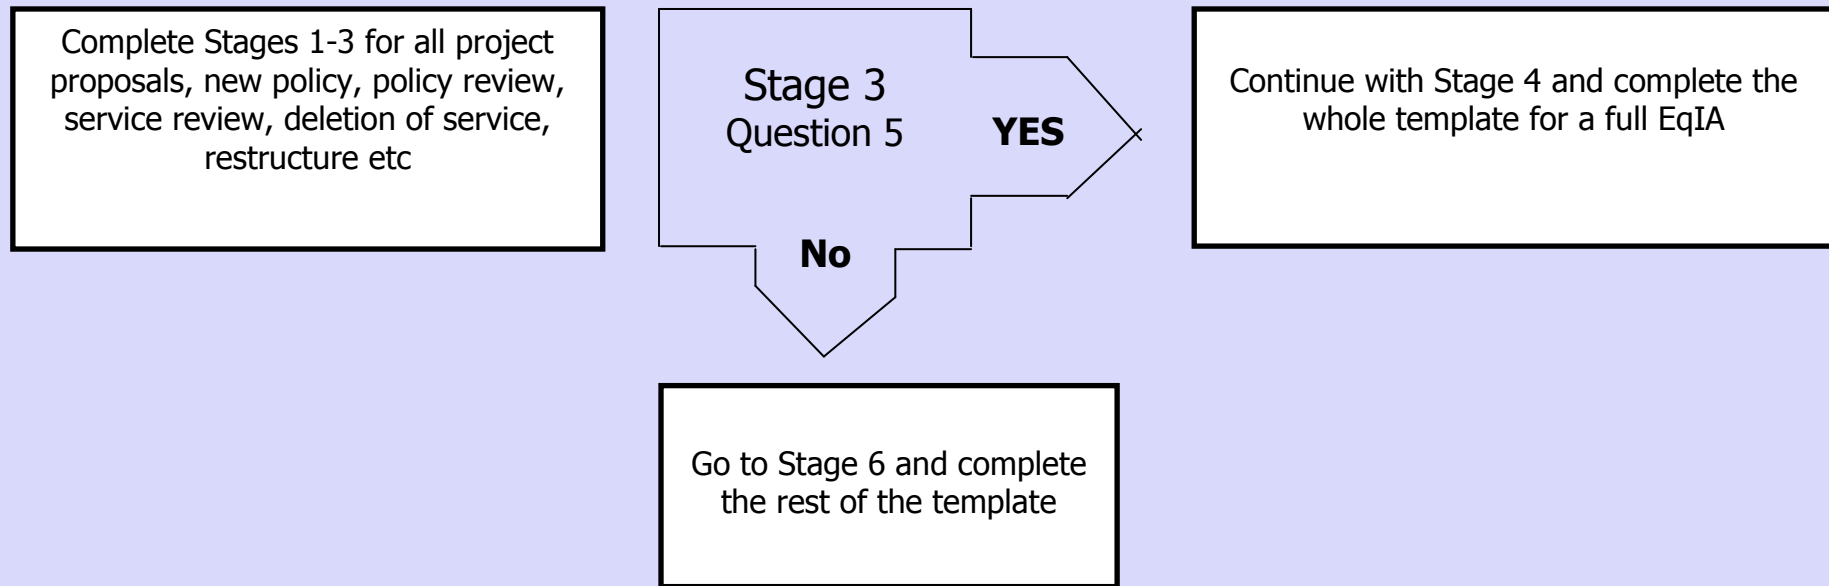 Complete Stages 1-3 for all project
proposals, new policy, policy review,
service review, deletion of service,
restructure etc
Stage 3
Question 5
YES
No
Continue with Stage 4 and complete the
whole template for a full EqIA
Go to Stage 6 and complete
the rest of the template